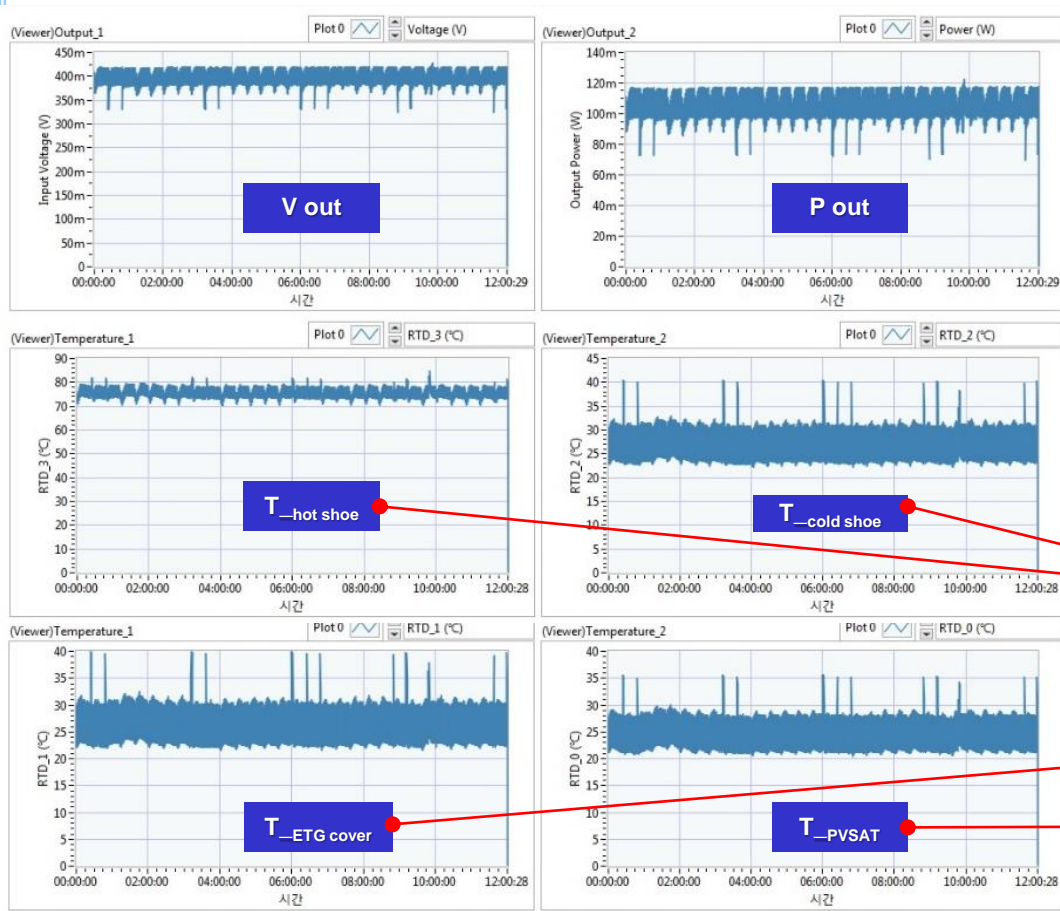 (Viewer)Output_1 Plot 0 Voltage (V)
450m
400m
350m
300m
250m
200m
150m
100m
50m
0
Input Voltage (V)
V out
00:00:00 02:00:00 04:00:00 06:00:00 08:00:00 10:00:00 12:00:29
시간
(Viewer)Output_2 Plot 0 Power (W)
140m
120m
100m
80m
60m
40m
20m
0
Output Power (W)
P out
00:00:00 02:00:00 04:00:00 06:00:00 08:00:00 10:00:00 12:00:29
시간
(Viewer)Temperature_1 Plot 0 RTD_3 (℃)
90
80
70
60
50
40
30
20
10
0
RTD_3 (℃)
T_hot shoe
00:00:00 02:00:00 04:00:00 06:00:00 08:00:00 10:00:00 12:00:28
시간
(Viewer)Temperature_2 Plot 0 RTD_2 (℃)
45
40
35
30
25
20
15
10
5
0
RTD_2 (℃)
T_cold shoe
00:00:00 02:00:00 04:00:00 06:00:00 08:00:00 10:00:00 12:00:28
시간
(Viewer)Temperature_1 Plot 0 RTD_1 (℃)
40
35
30
25
20
15
10
5
0
RTD_1 (℃)
T_ETG cover
00:00:00 02:00:00 04:00:00 06:00:00 08:00:00 10:00:00 12:00:28
시간
(Viewer)Temperature_2 Plot 0 RTD_0 (℃)
40
35
30
25
20
15
10
5
0
RTD_0 (℃)
T_PVSAT
00:00:00 02:00:00 04:00:00 06:00:00 08:00:00 10:00:00 12:00:28
시간